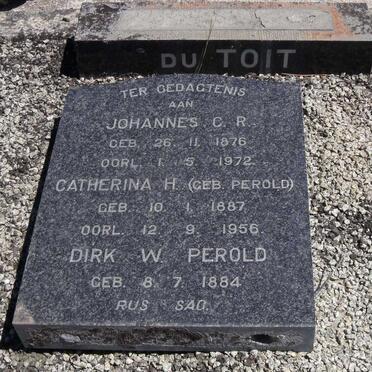 DU TOIT
TER GEDAGTENIS
AAN
JOHANNES C. R.
GEB. 26. 11. 1876
OORL. 1. 5. 1972.
CATHERINA H. (GEB. PEROLD)
GEB. 10. 1. 1887
OORL. 12. 9. 1956
DIRK W. PEROLD
GEB. 8. 7. 1884
RUS SAG.